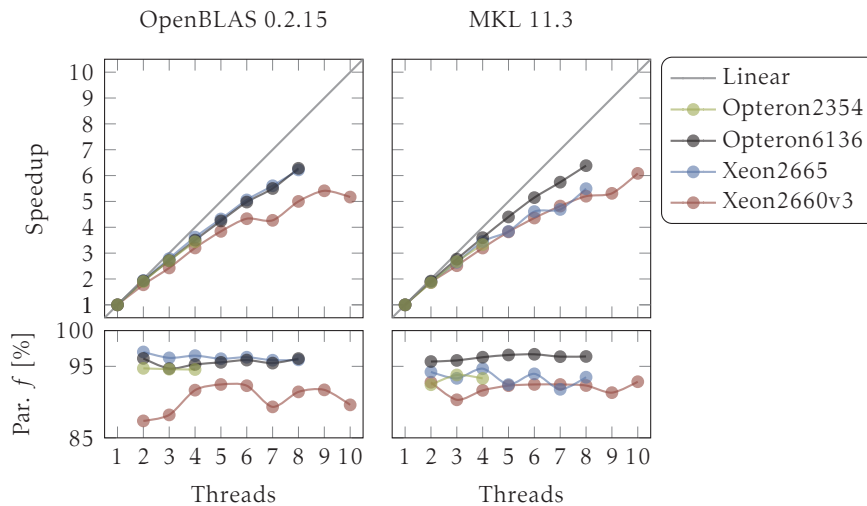 OpenBLAS 0.2.15
MKL 11.3
Speedup
10
9
8
7
6
5
4
3
2
1
Linear
Opteron2354
Opteron6136
Xeon2665
Xeon2660v3
Par. f [%]
100
95
85
1 2 3 4 5 6 7 8 9 10
1 2 3 4 5 6 7 8 9 10
Threads
Threads